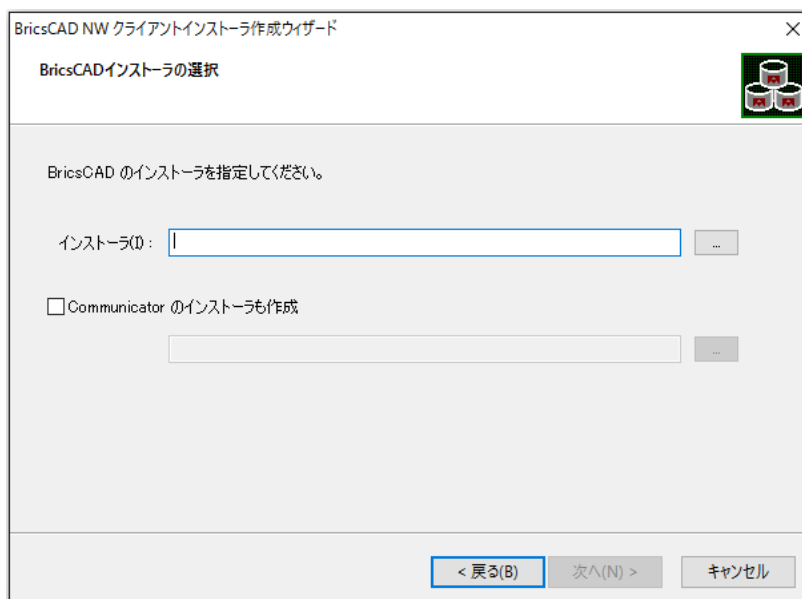 BricsCAD NW クライアントインストーラ作成ウィザード
BricsCADインストーラの選択
BricsCAD のインストーラを指定してください。
インストーラ(I) :
...
Communicator のインストーラも作成
...
< 戻る(B)
次へ(N) >
キャンセル